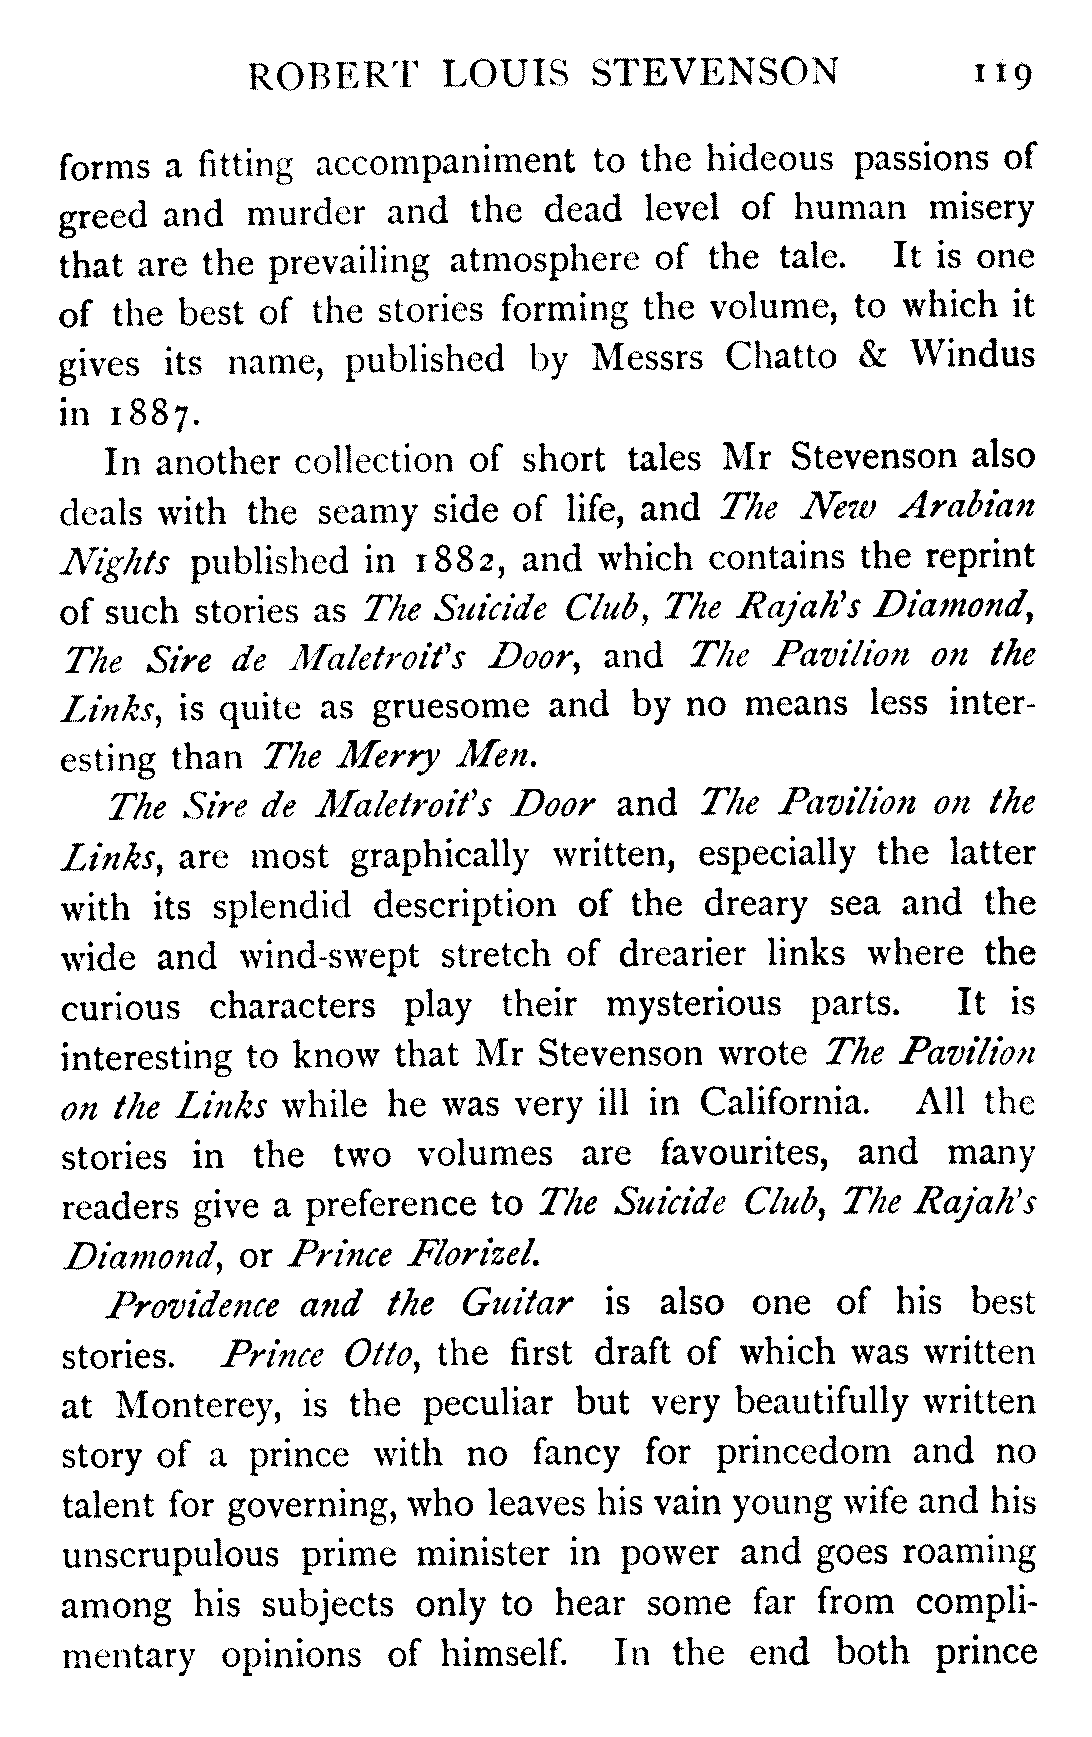 ROBERT LOUIS STEVENSON 119
forms a fitting accompaniment to the hideous passions of
greed and murder and the dead level of human misery
that are the prevailing atmosphere of the tale. It is one
of the best of the stories forming the volume, to which it
gives its name, published by Messrs Chatto & Windus
in 1887.
In another collection of short tales Mr Stevenson also
deals with the seamy side of life, and The New Arabian
Nights published in 1882, and which contains the reprint
of such stories as The Suicide Club, The Rajah's Diamond,
The Sire de Maletroit's Door, and The Pavilion on the
Links, is quite as gruesome and by no means less inter-
esting than The Merry Men.
The Sire de Maletroit's Door and The Pavilion on the
Links, are most graphically written, especially the latter
with its splendid description of the dreary sea and the
wide and wind-swept stretch of drearier links where the
curious characters play their mysterious parts. It is
interesting to know that Mr Stevenson wrote The Pavilion
on the Links while he was very ill in California. All the
stories in the two volumes are favourites, and many
readers give a preference to The Suicide Club, The Rajah's
Diamond, or Prince Florizel.
Providence and the Guitar is also one of his best
stories. Prince Otto, the first draft of which was written
at Monterey, is the peculiar but very beautifully written
story of a prince with no fancy for princedom and no
talent for governing, who leaves his vain young wife and his
unscrupulous prime minister in power and goes roaming
among his subjects only to hear some far from compli-
mentary opinions of himself. In the end both prince